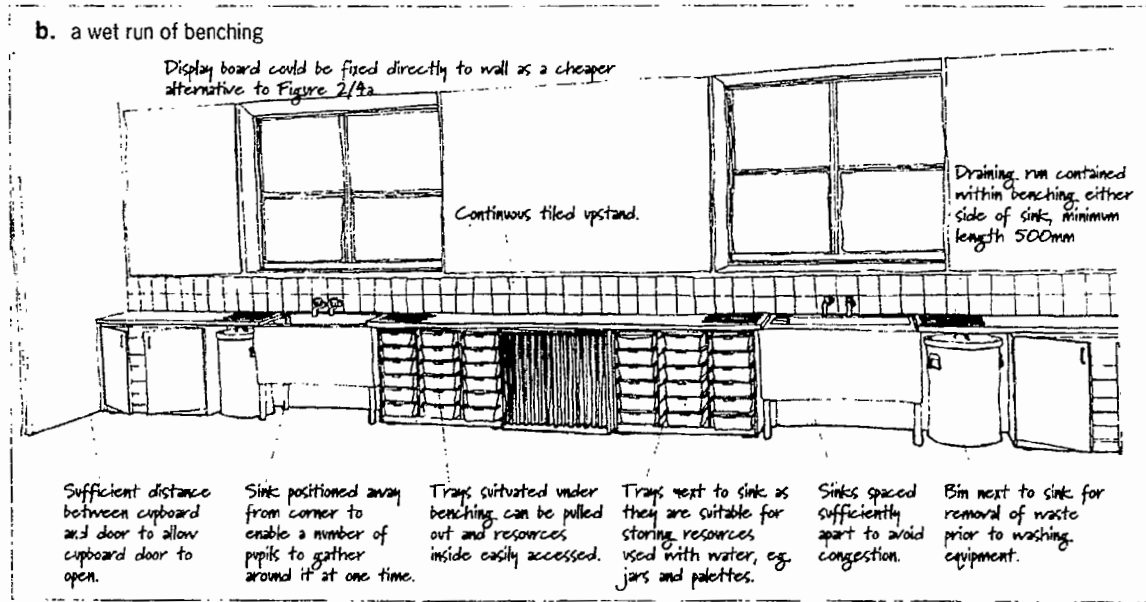 b. a wet run of benching
Display board could be fixed directly to wall as a cheaper
alternative to Figure 2/4a
Continuous tiled upstand.
Draining run contained
within benching either
side of sink, minimum
length 500mm
Sufficient distance
between cupboard
and door to allow
cupboard door to
open.
Sink positioned away
from corner to
enable a number of
pupils to gather
around it at one time.
Trays suitvated under
benching can be pulled
out and resources
inside easily accessed.
Trays next to sink as
they are suitable for
storing resources
used with water, eg.
jars and palettes.
Sinks spaced
sufficiently
apart to avoid
congestion.
Bin next to sink for
removal of waste
prior to washing
equipment.